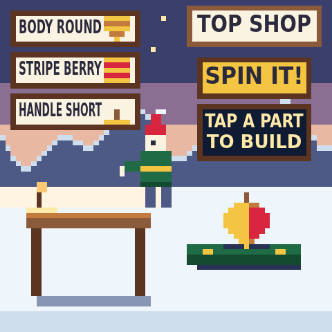 BODY ROUND
STRIPE BERRY
HANDLE SHORT
TOP SHOP
SPIN IT!
TAP A PART
TO BUILD